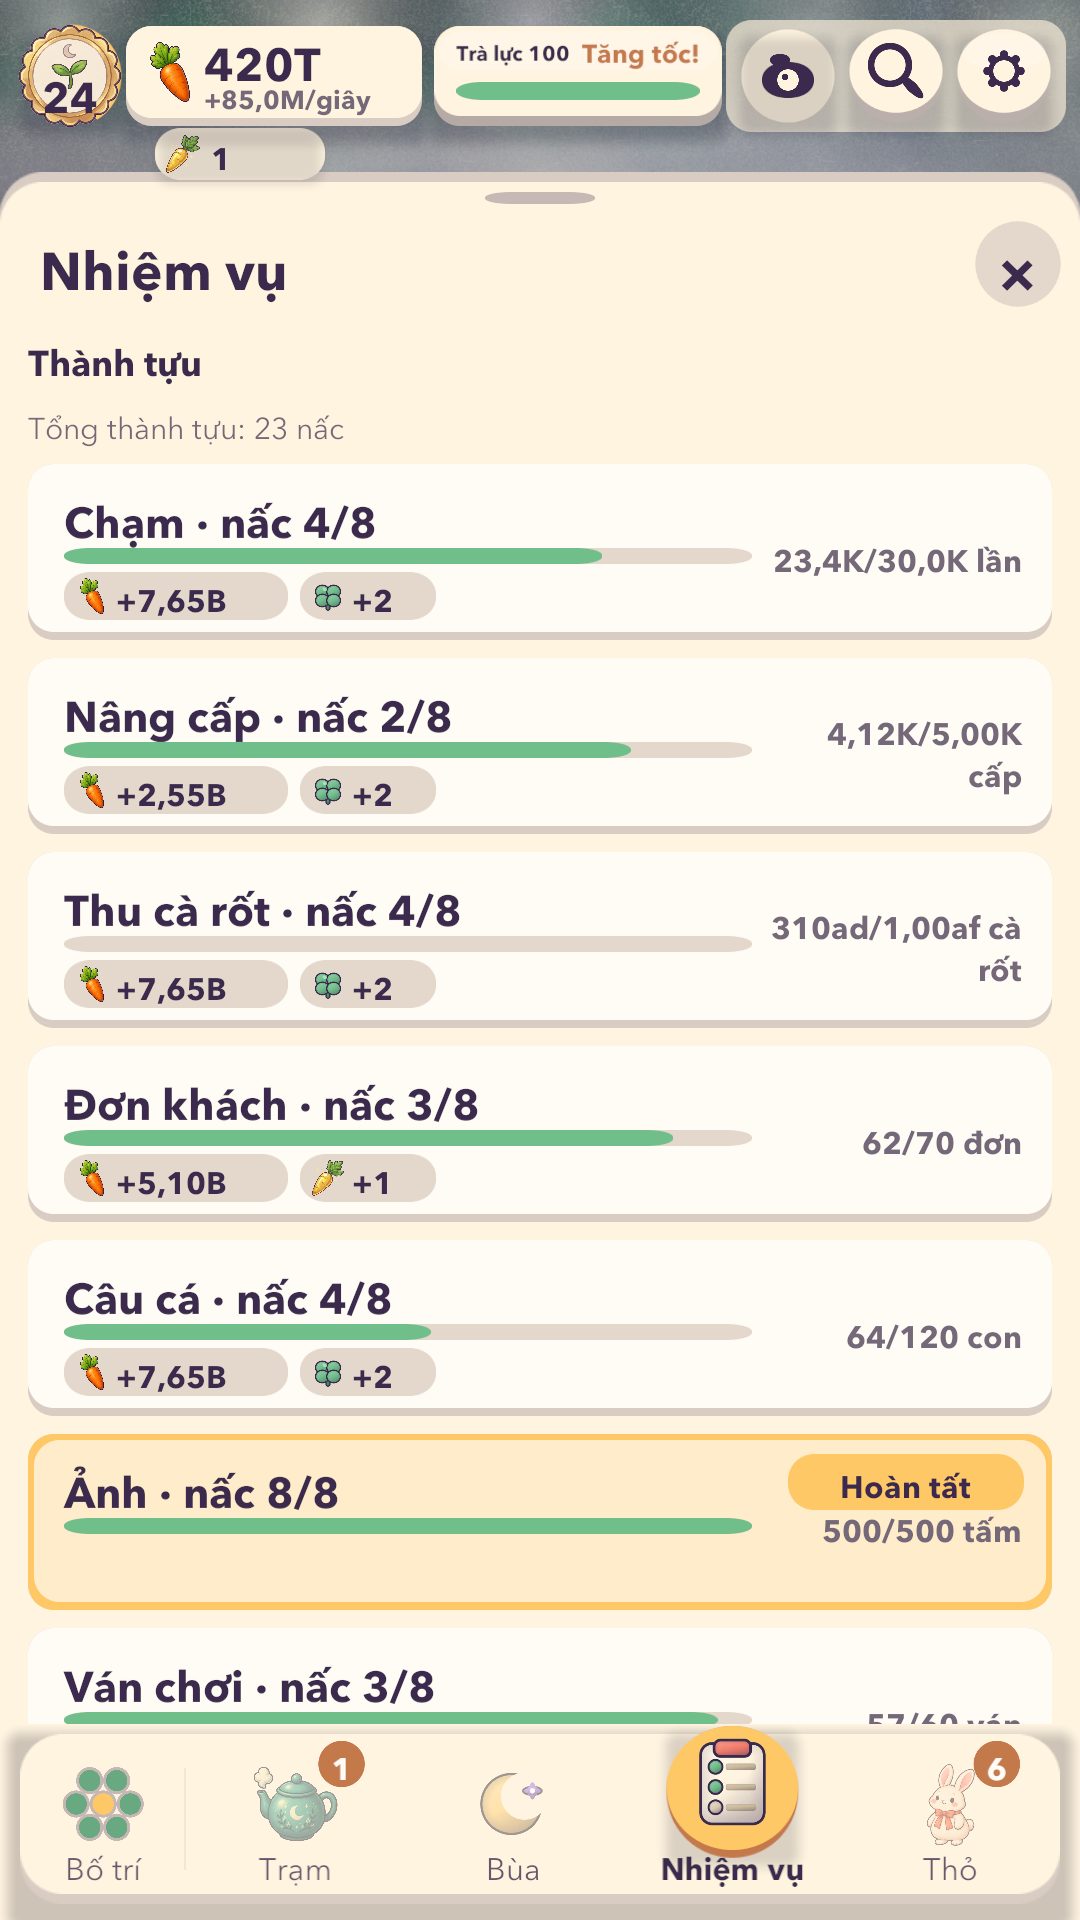 24
420T
+85,0M/giây
Trà lực 100 Tăng tốc!
1
Nhiệm vụ
Thành tựu
Tổng thành tựu: 23 nấc
Chạm · nấc 4/8
23,4K/30,0K lần
+7,65B +2
Nâng cấp · nấc 2/8
4,12K/5,00K
cấp
+2,55B +2
Thu cà rốt · nấc 4/8
310ad/1,00af cà
rốt
+7,65B +2
Đơn khách · nấc 3/8
62/70 đơn
+5,10B +1
Câu cá · nấc 4/8
64/120 con
+7,65B +2
Ảnh · nấc 8/8
Hoàn tất
500/500 tấm
Ván chơi · nấc 3/8
57/60 ván
1
6
Bố trí
Trạm
Bùa
Nhiệm vụ
Thỏ